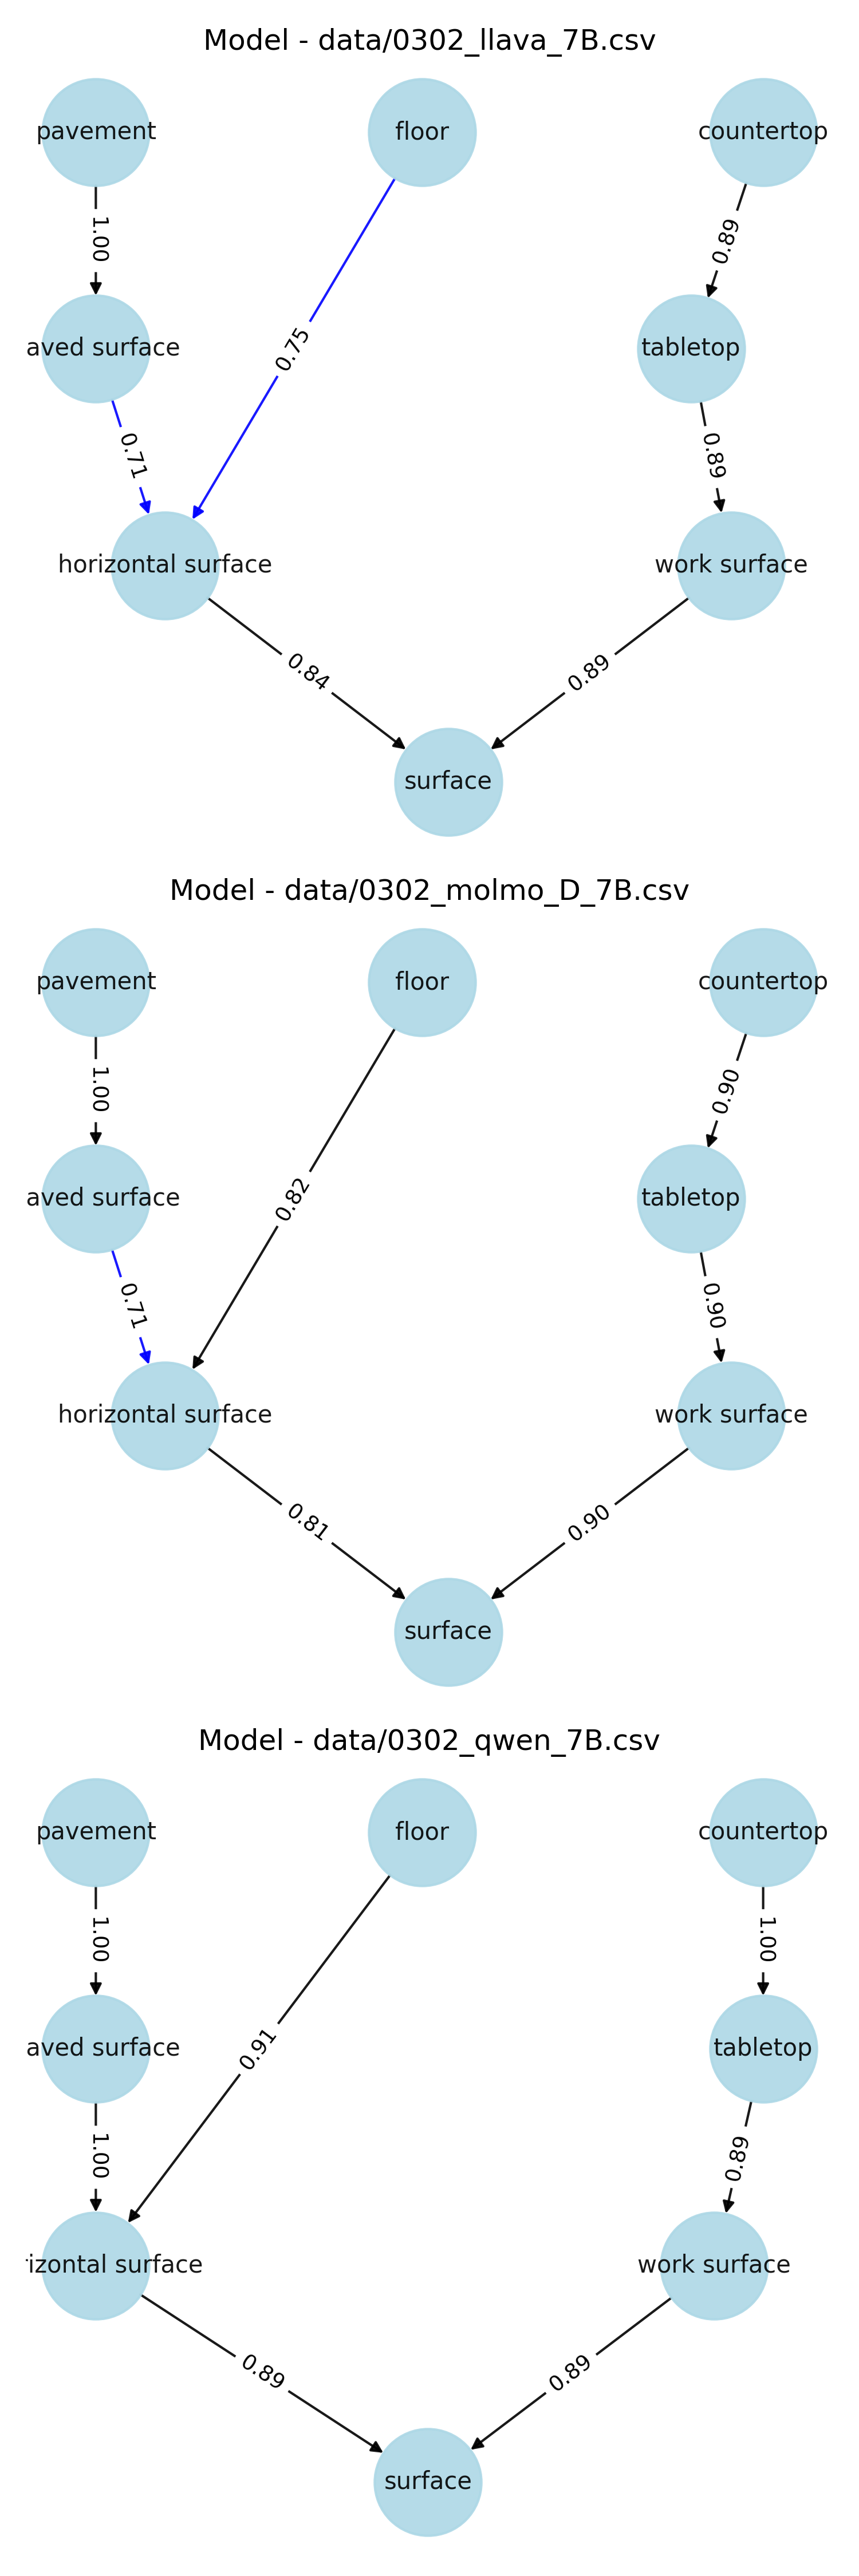 Model - data/0302_llava_7B.csv
pavement
floor
countertop
1.00
0.89
0.75
aved surface
tabletop
0.71
0.89
horizontal surface
work surface
0.84
0.89
surface
Model - data/0302_molmo_D_7B.csv
pavement
floor
countertop
1.00
0.90
0.82
aved surface
tabletop
0.71
0.90
horizontal surface
work surface
0.81
0.90
surface
Model - data/0302_qwen_7B.csv
pavement
floor
countertop
1.00
1.00
0.91
aved surface
tabletop
1.00
0.89
rizontal surface
work surface
0.89
0.89
surface